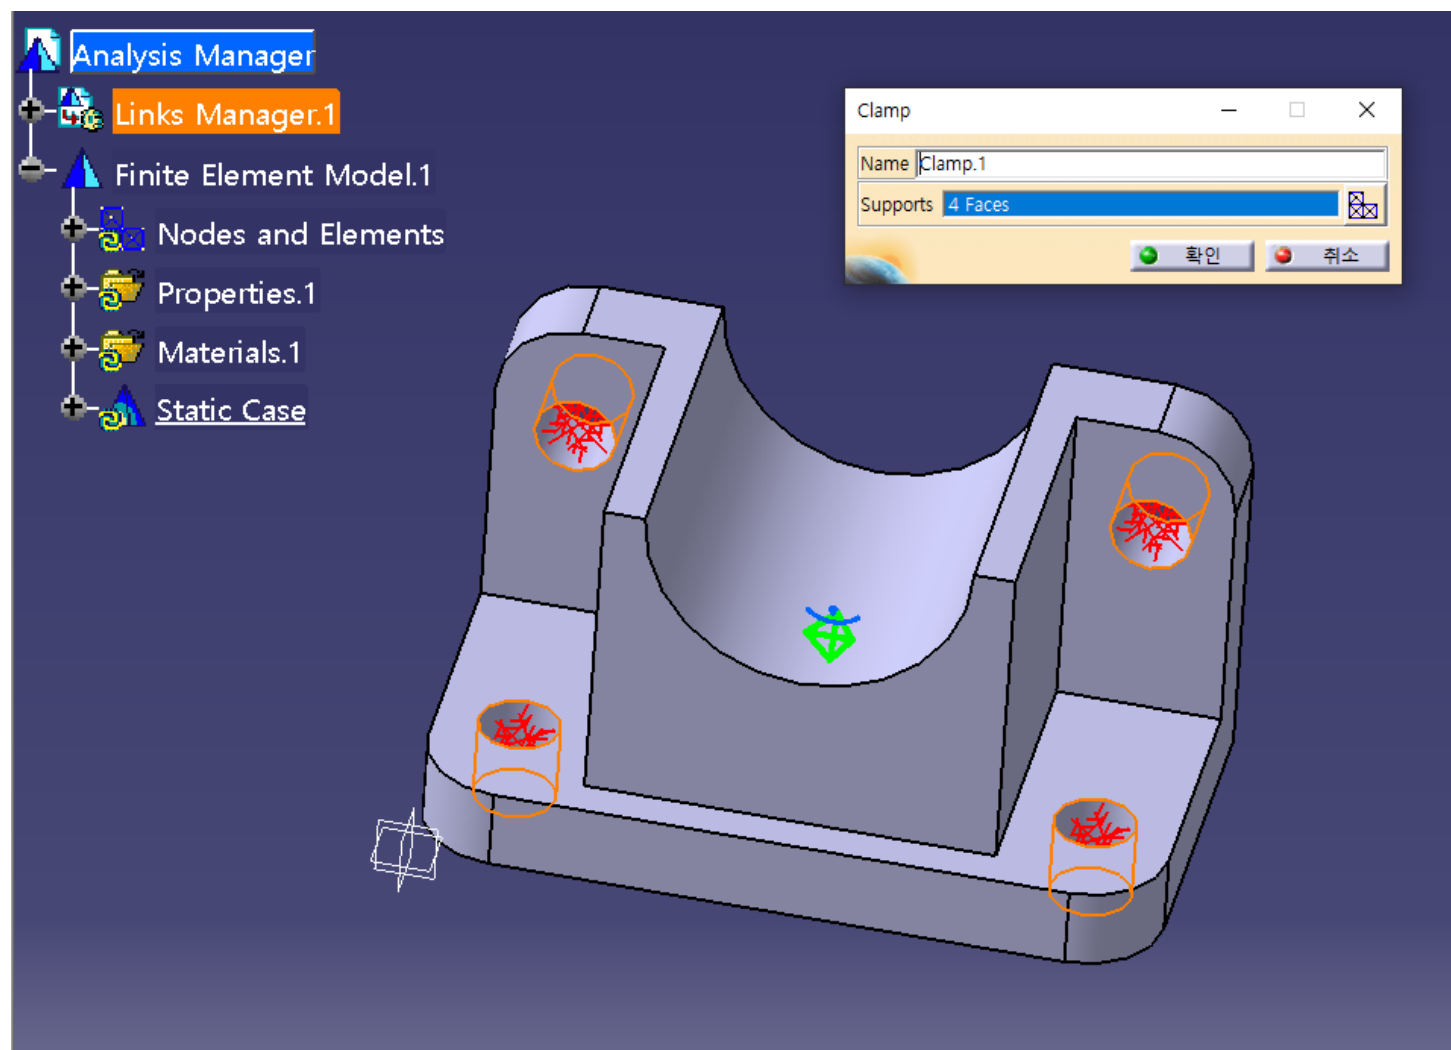 Analysis Manager
Links Manager.1
Finite Element Model.1
Nodes and Elements
Properties.1
Materials.1
Static Case
Clamp
Name Clamp.1
Supports 4 Faces
확인 취소